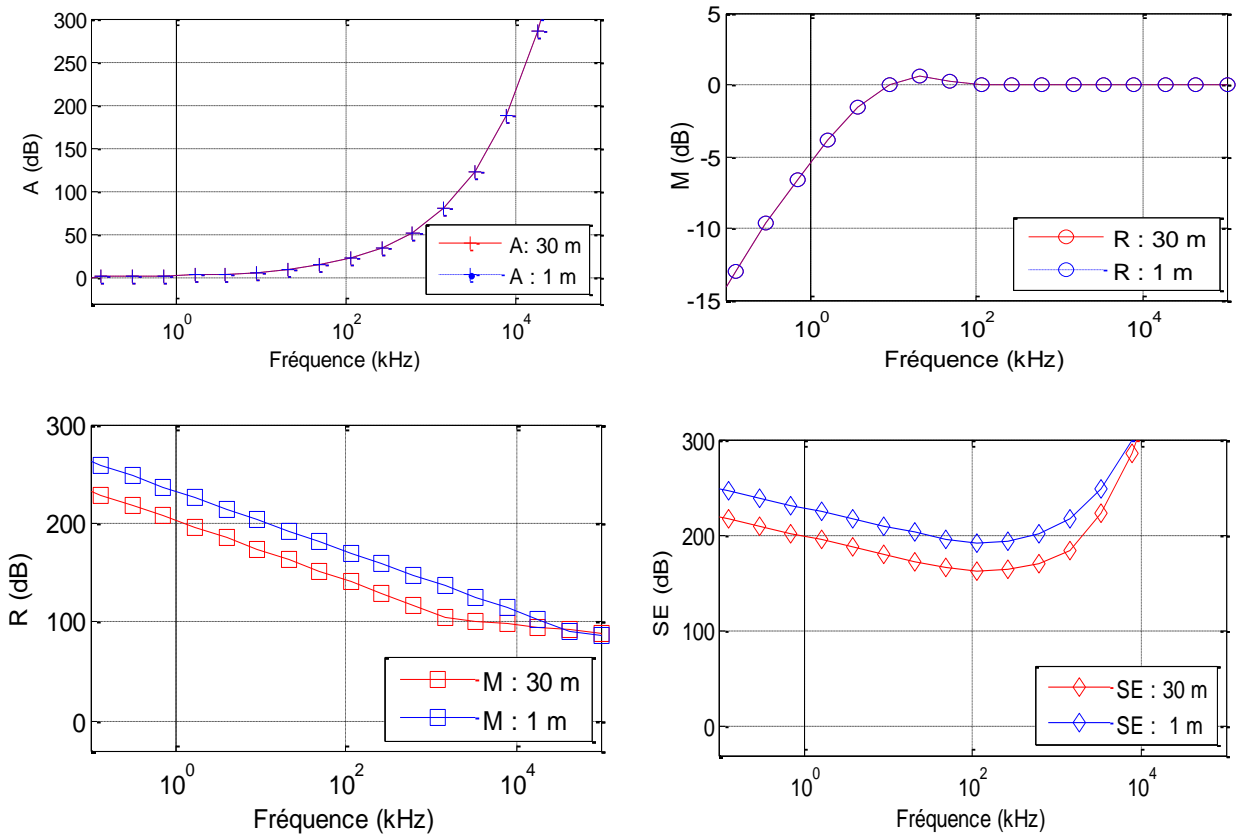 300
250
200
150
100
50
0
A (dB)
A: 30 m
A : 1 m
10^0 10^2 10^4
Fréquence (kHz)
5
0
-5
-10
-15
M (dB)
R : 30 m
R : 1 m
10^0 10^2 10^4
Fréquence (kHz)
300
200
100
0
R (dB)
M : 30 m
M : 1 m
10^0 10^2 10^4
Fréquence (kHz)
300
200
100
0
SE (dB)
SE : 30 m
SE : 1 m
10^0 10^2 10^4
Fréquence (kHz)